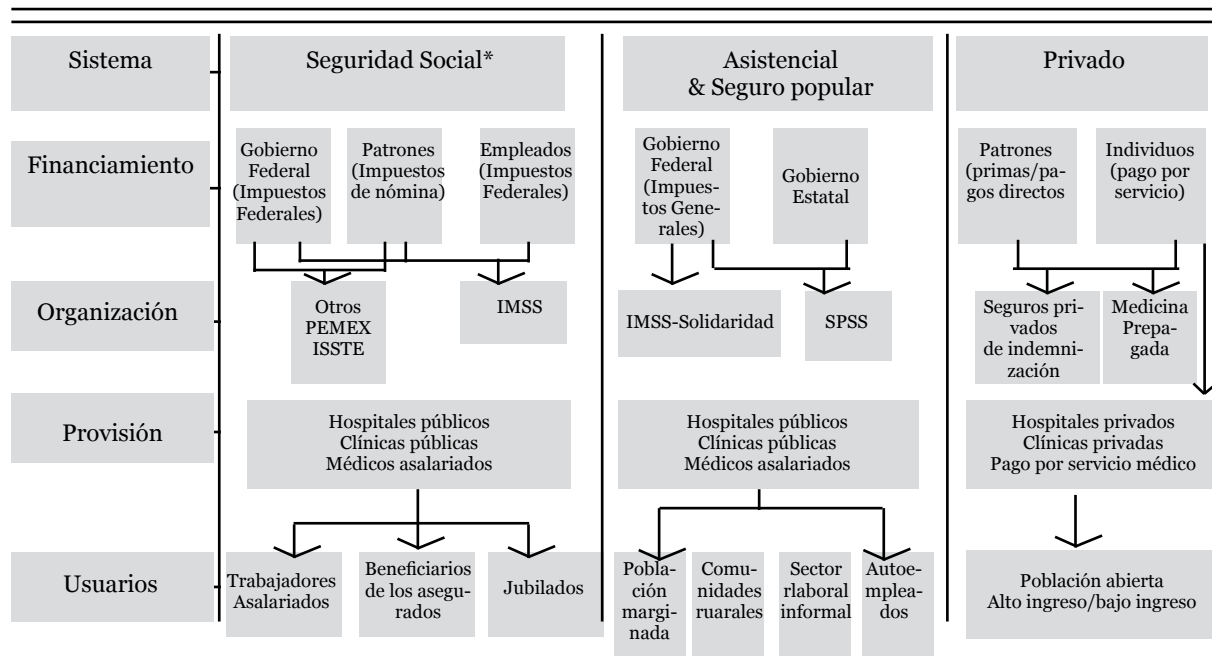 Sistema
Seguridad Social*
Asistencial
& Seguro popular
Privado
Financiamiento
Gobierno
Federal
(Impuestos
Federales)
Patrones
(Impuestos
de nómina)
Empleados
(Impuestos
Federales)
Gobierno
Federal
(Impues-
tos Gene-
rales)
Gobierno
Estatal
Patrones
(primas/pa-
gos directos
Individuos
(pago por
servicio)
Organización
Otros
PEMEX
ISSTE
IMSS
IMSS-Solidaridad
SPSS
Seguros pri-
vados
de indemni-
zación
Medicina
Prepa-
gada
Provisión
Hospitales públicos
Clínicas públicas
Médicos asalariados
Hospitales públicos
Clínicas públicas
Médicos asalariados
Hospitales privados
Clínicas privadas
Pago por servicio médico
Usuarios
Trabajadores
Asalariados
Beneficiarios
de los asegu-
rados
Jubilados
Pobla-
ción
margi-
nada
Comu-
nidades
ruarales
Sector
rlaboral
informal
Autoe-
mplea-
dos
Población abierta
Alto ingreso/bajo ingreso